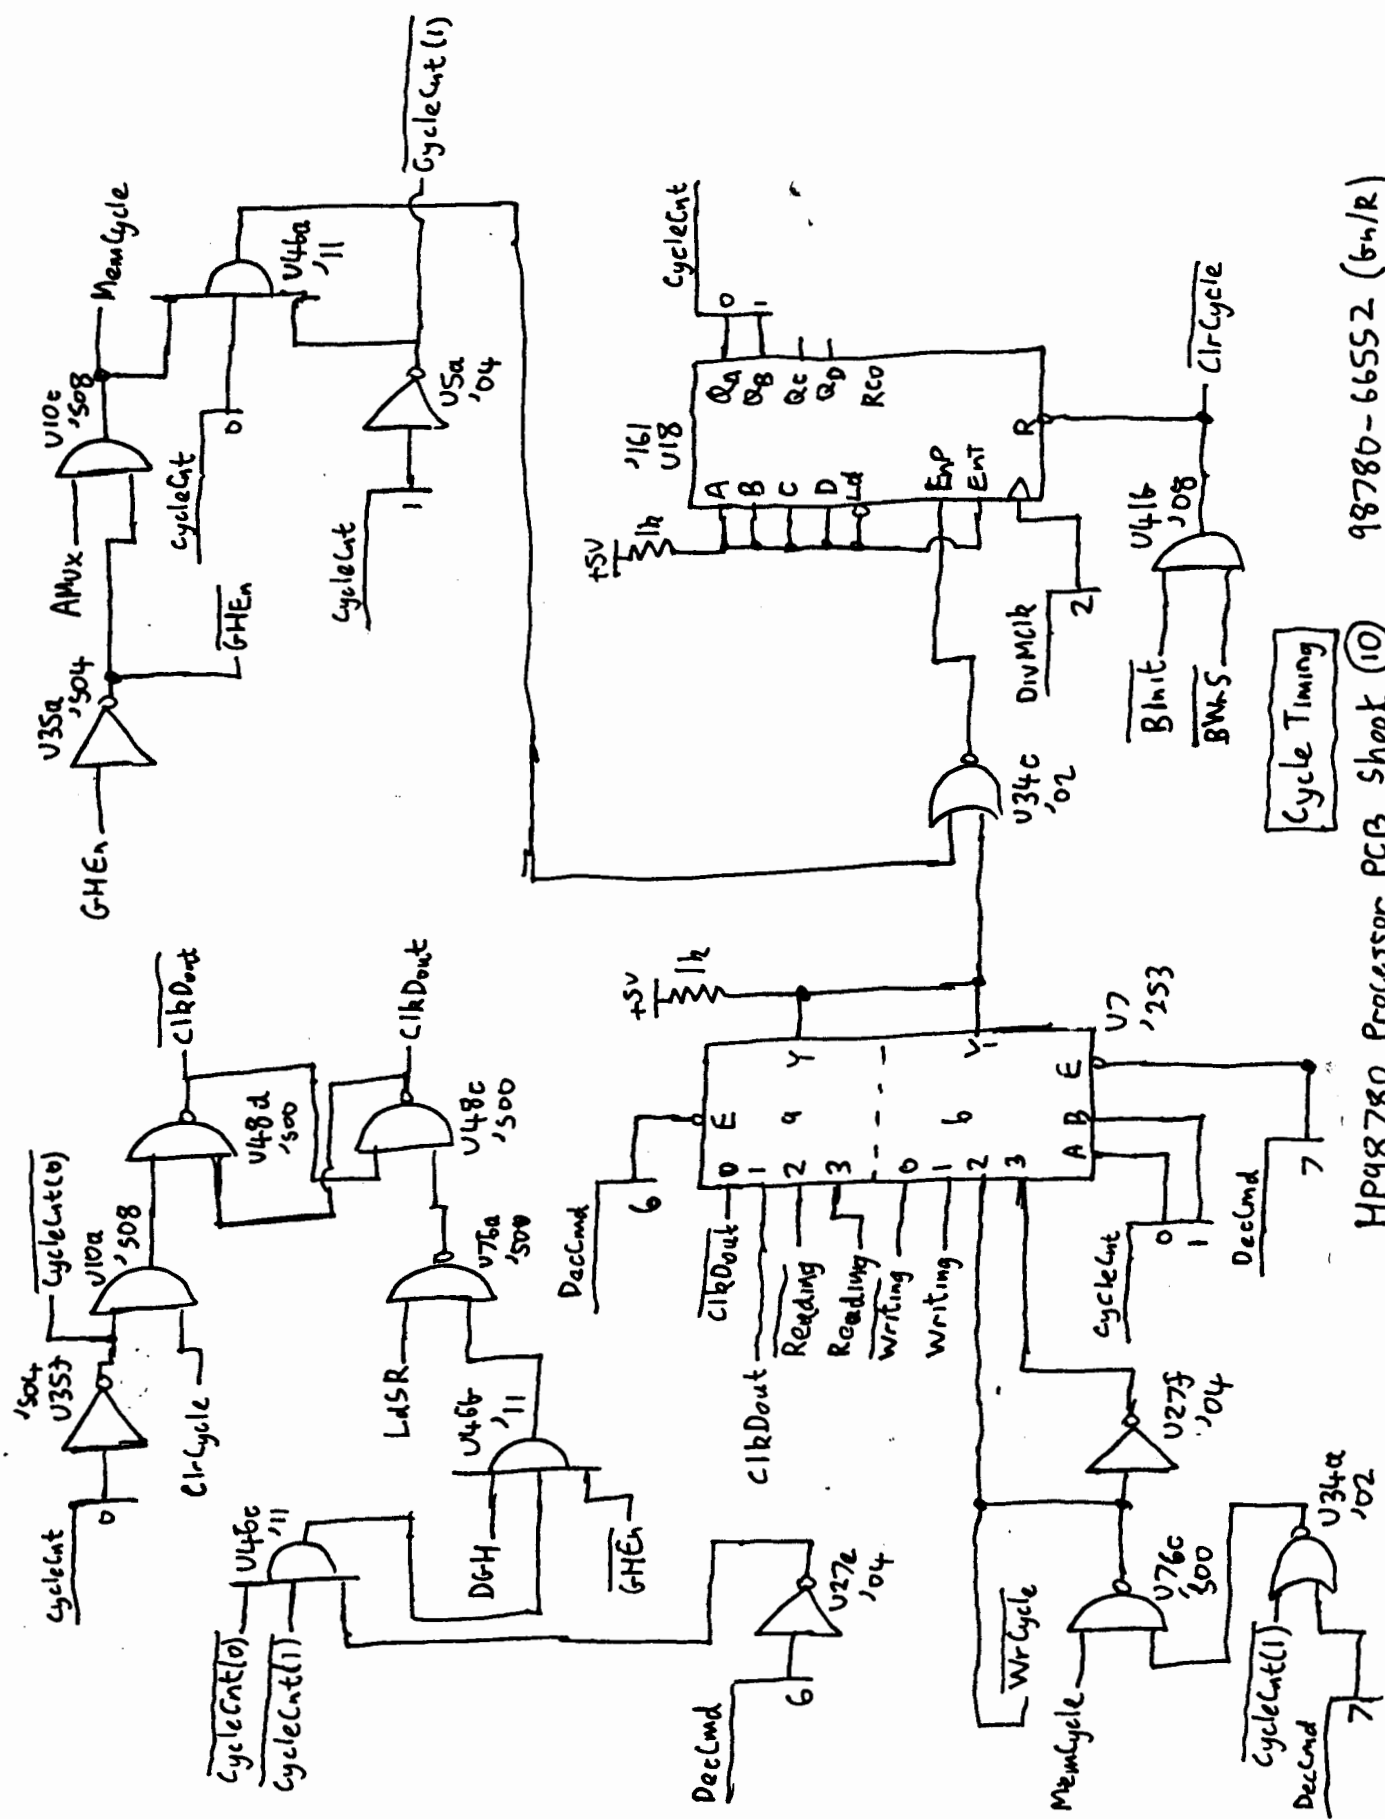 GHEn
U35a
'S04
AMux
U10c
'S08
MemCycle
GHEn
CycleCnt
0
U46a
'11
CycleCnt
1
U5a
'04
CycleCnt(1)
CycleCnt
0
'S04
U35f
CycleCnt(0)
U10a
'S08
ClrCycle
U48d
'S00
ClkDout
CycleCnt(0)
CycleCnt(1)
U46c
'11
LdSR
U46b
'11
DGH
GHEn
U76a
'S00
U48c
'S00
ClkDout
DecCmd
6
U27e
'04
DecCmd
6
+5V
1k
ClkDout
ClkDout
Reading
Reading
Writing
Writing
0
1
2
3
0
1
2
3
E
a
b
Y
Y
A
B
E
U7
'253
CycleCnt
0
1
DecCmd
7
WrCycle
MemCycle
U76c
'S00
U27f
'04
CycleCnt(1)
DecCmd
7
U34a
'02
U34c
'02
+5V
1k
'161
U18
A
B
C
D
Ld
EnP
EnT
R
QA
QB
QC
QD
RCO
CycleCnt
0
1
DivMClk
2
BInit
BWrS
U41b
'08
ClrCycle
Cycle Timing
HP98780 Processor PCB Sheet 10 98780-66552 (Gn/R)